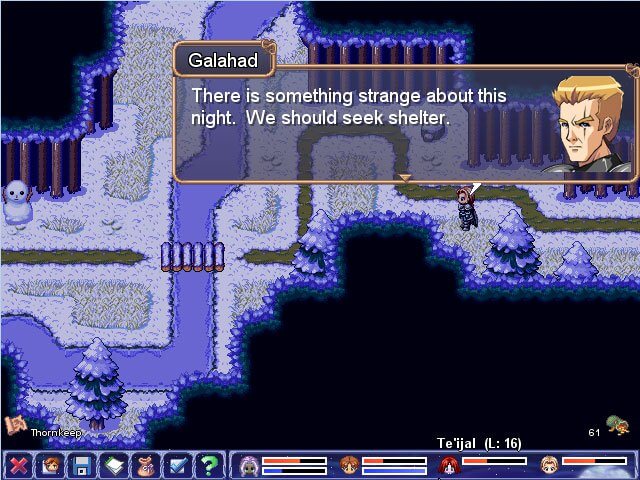 Galahad
There is something strange about this
night. We should seek shelter.
Thornkeep
61
Te'ijal (L: 16)
?